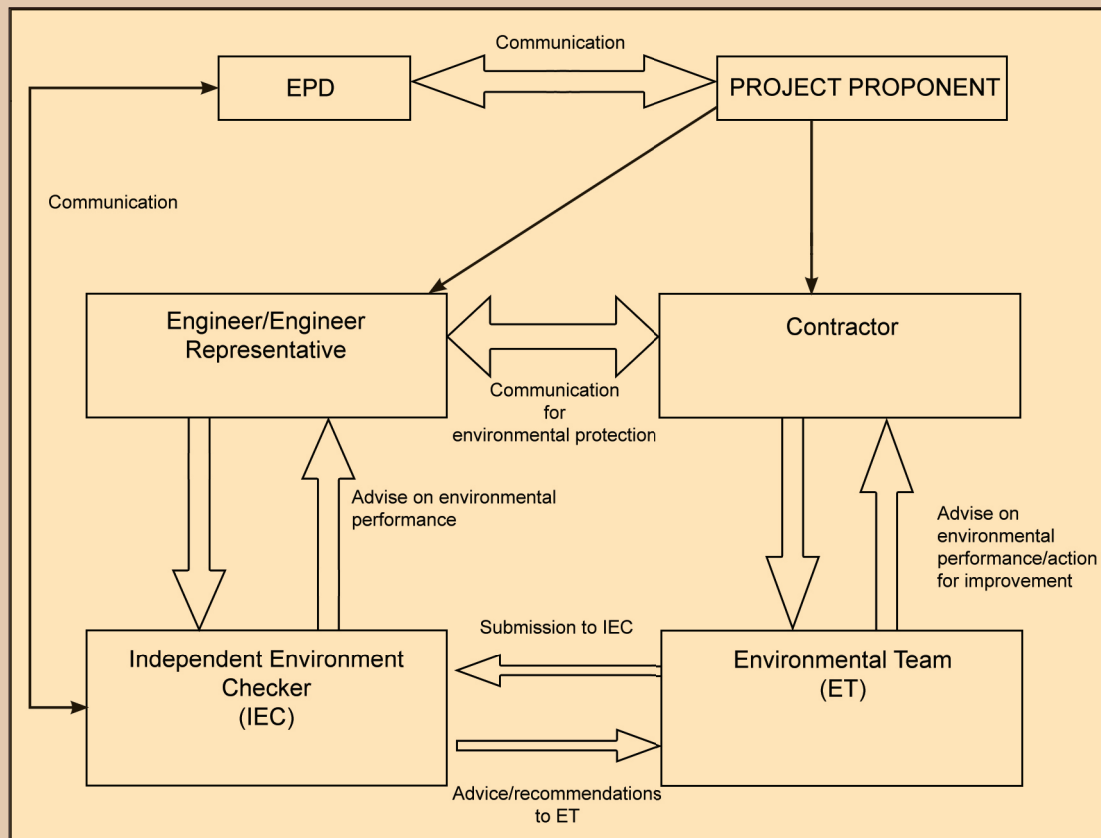 Communication
EPD
PROJECT PROPONENT
Communication
Engineer/Engineer
Representative
Contractor
Communication
for
environmental protection
Advise on environmental
performance
Advise on
environmental
performance/action
for improvement
Submission to IEC
Independent Environment
Checker
(IEC)
Environmental Team
(ET)
Advice/recommendations
to ET